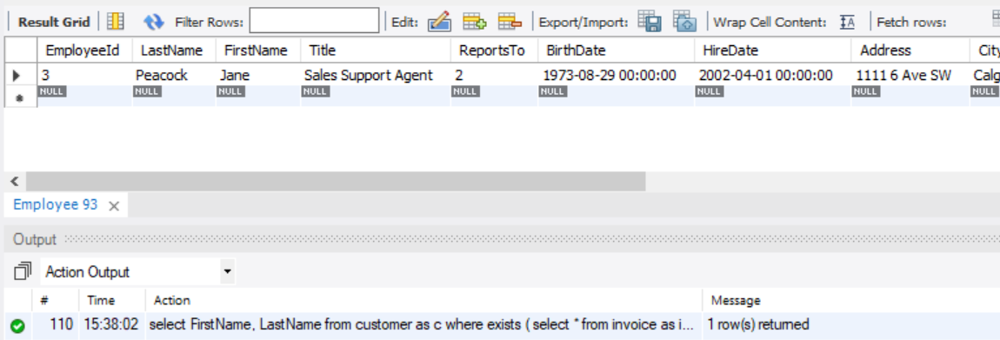 Result Grid Filter Rows: Edit: Export/Import: Wrap Cell Content: Fetch rows:
EmployeeId LastName FirstName Title ReportsTo BirthDate HireDate Address City
3 Peacock Jane Sales Support Agent 2 1973-08-29 00:00:00 2002-04-01 00:00:00 1111 6 Ave SW Calg
NULL NULL NULL NULL NULL NULL NULL NULL NULL
Employee 93
Output
Action Output
# Time Action Message
110 15:38:02 select FirstName, LastName from customer as c where exists ( select * from invoice as i... 1 row(s) returned